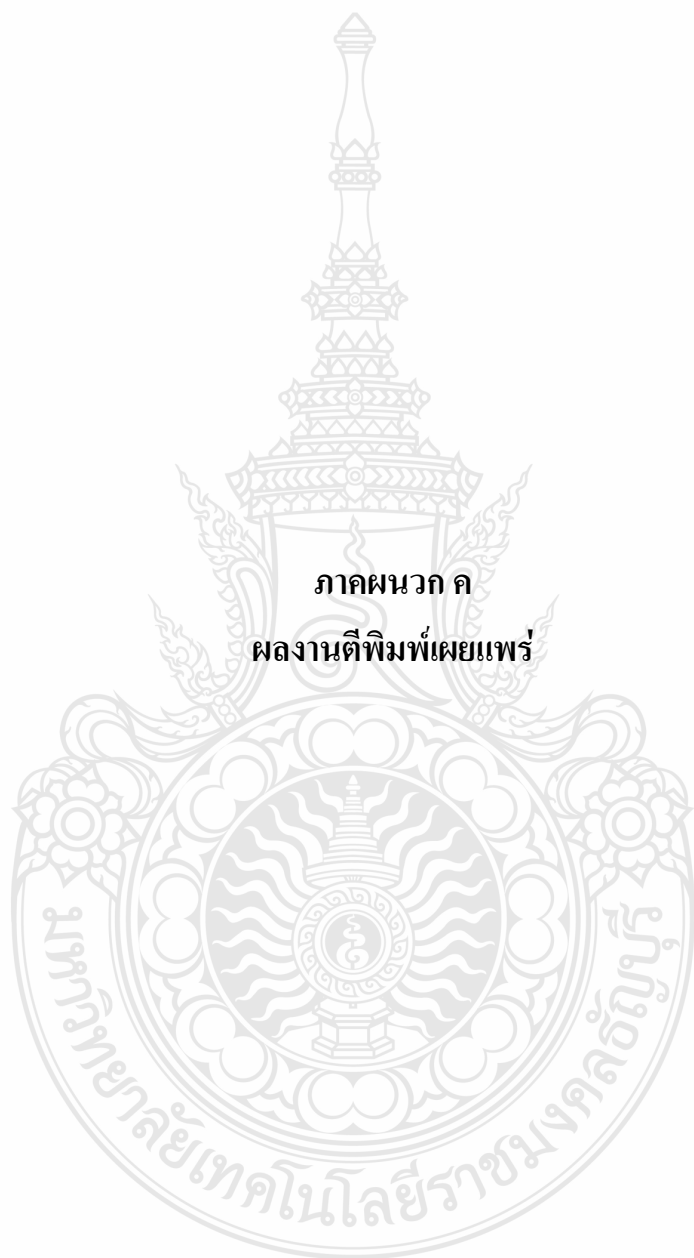 ภาคผนวก ค
ผลงานตีพิมพ์เผยแพร่
มหาวิทยาลัยเทคโนโลยีราชมงคลธัญบุรี